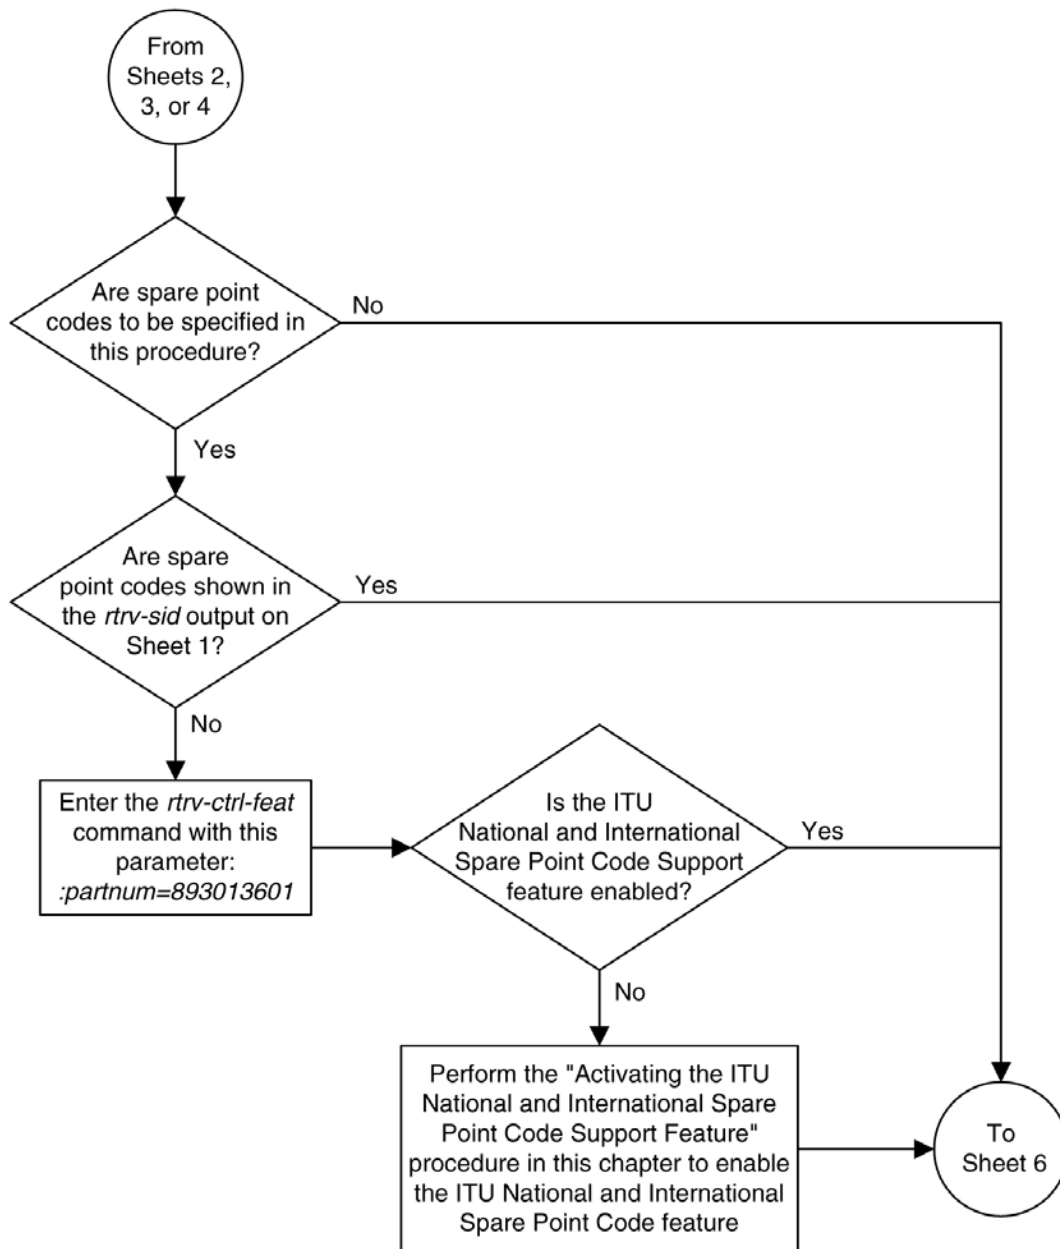 From
Sheets 2,
3, or 4
Are spare point
codes to be specified in
this procedure?
No
Yes
Are spare
point codes shown in
the rtrv-sid output on
Sheet 1?
Yes
No
Enter the rtrv-ctrl-feat
command with this
parameter:
:partnum=893013601
Is the ITU
National and International
Spare Point Code Support
feature enabled?
Yes
No
Perform the "Activating the ITU
National and International Spare
Point Code Support Feature"
procedure in this chapter to enable
the ITU National and International
Spare Point Code feature
To
Sheet 6